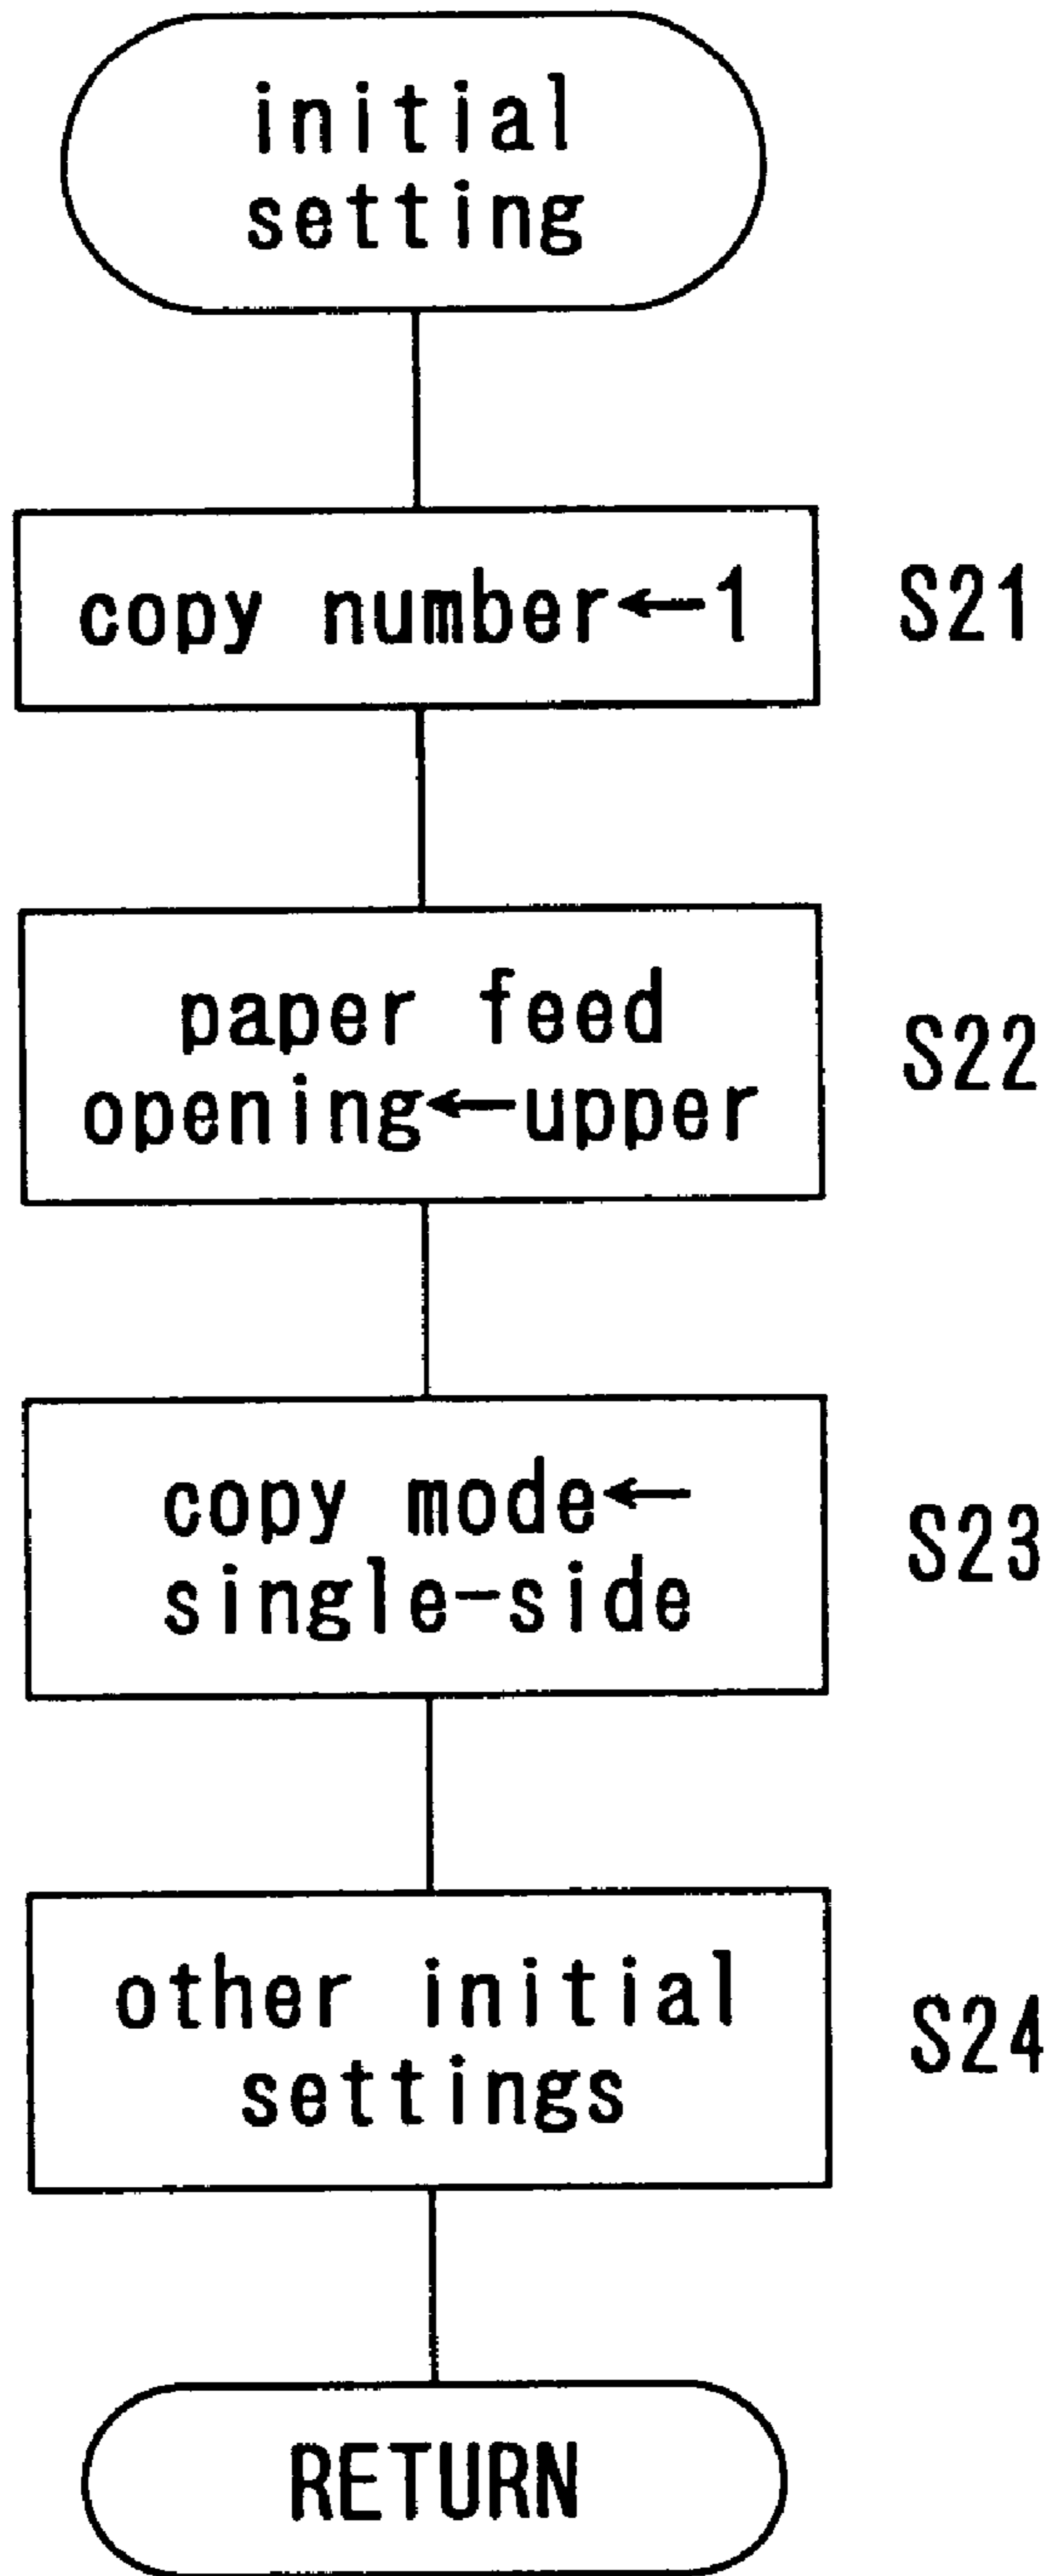 initial
setting
copy number←1
S21
paper feed
opening←upper
S22
copy mode←
single-side
S23
other initial
settings
S24
RETURN